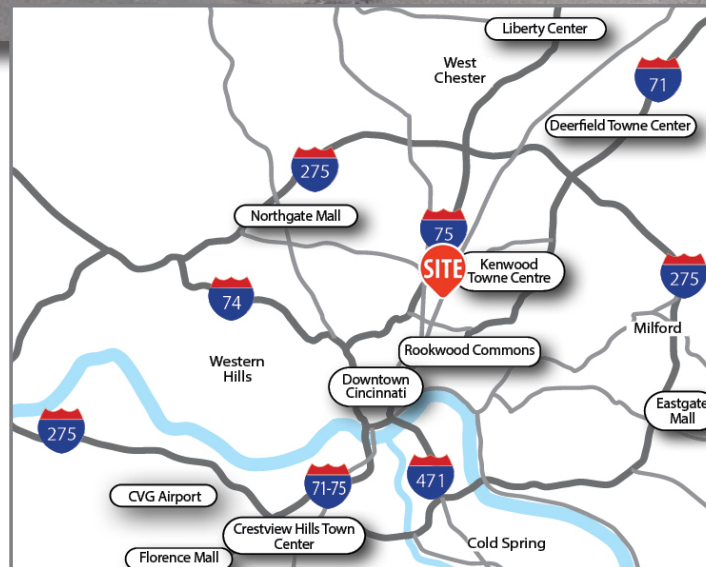 Liberty Center
West
Chester
71
Deerfield Towne Center
275
Northgate Mall
75
SITE
Kenwood
Towne Centre
275
74
Milford
Rookwood Commons
Western
Hills
Downtown
Cincinnati
Eastgate
Mall
275
71-75
471
CVG Airport
Crestview Hills Town
Center
Cold Spring
Florence Mall